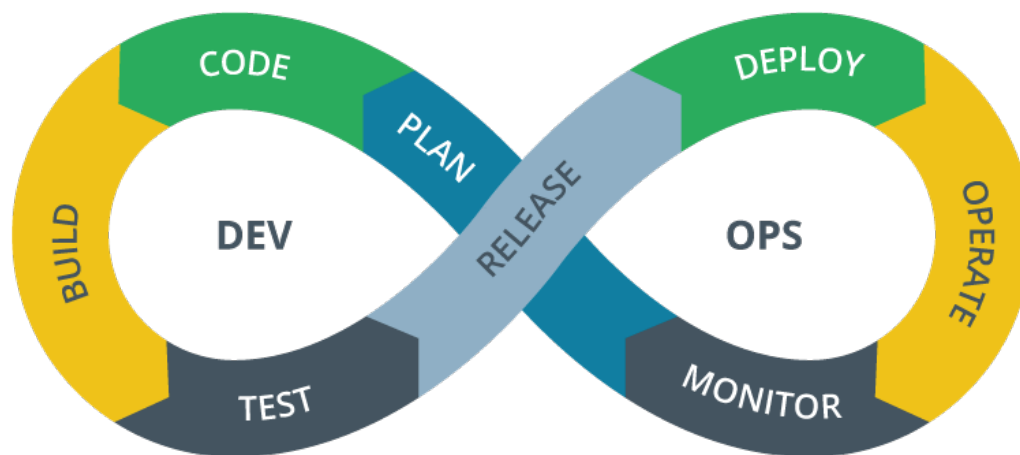 CODE
DEPLOY
PLAN
RELEASE
BUILD
DEV
OPS
OPERATE
TEST
MONITOR